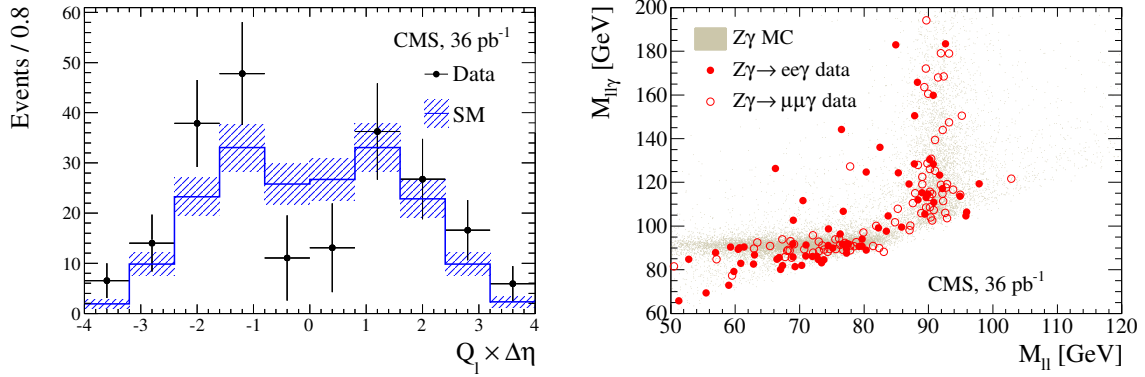 Events / 0.8
60
50
40
30
20
10
0
CMS, 36 pb⁻¹
Data
SM
-4 -3 -2 -1 0 1 2 3 4
Q_l × Δη
M_llγ [GeV]
200
180
160
140
120
100
80
60
Zγ MC
Zγ→ eeγ data
Zγ→ μμγ data
CMS, 36 pb⁻¹
50 60 70 80 90 100 110 120
M_ll [GeV]